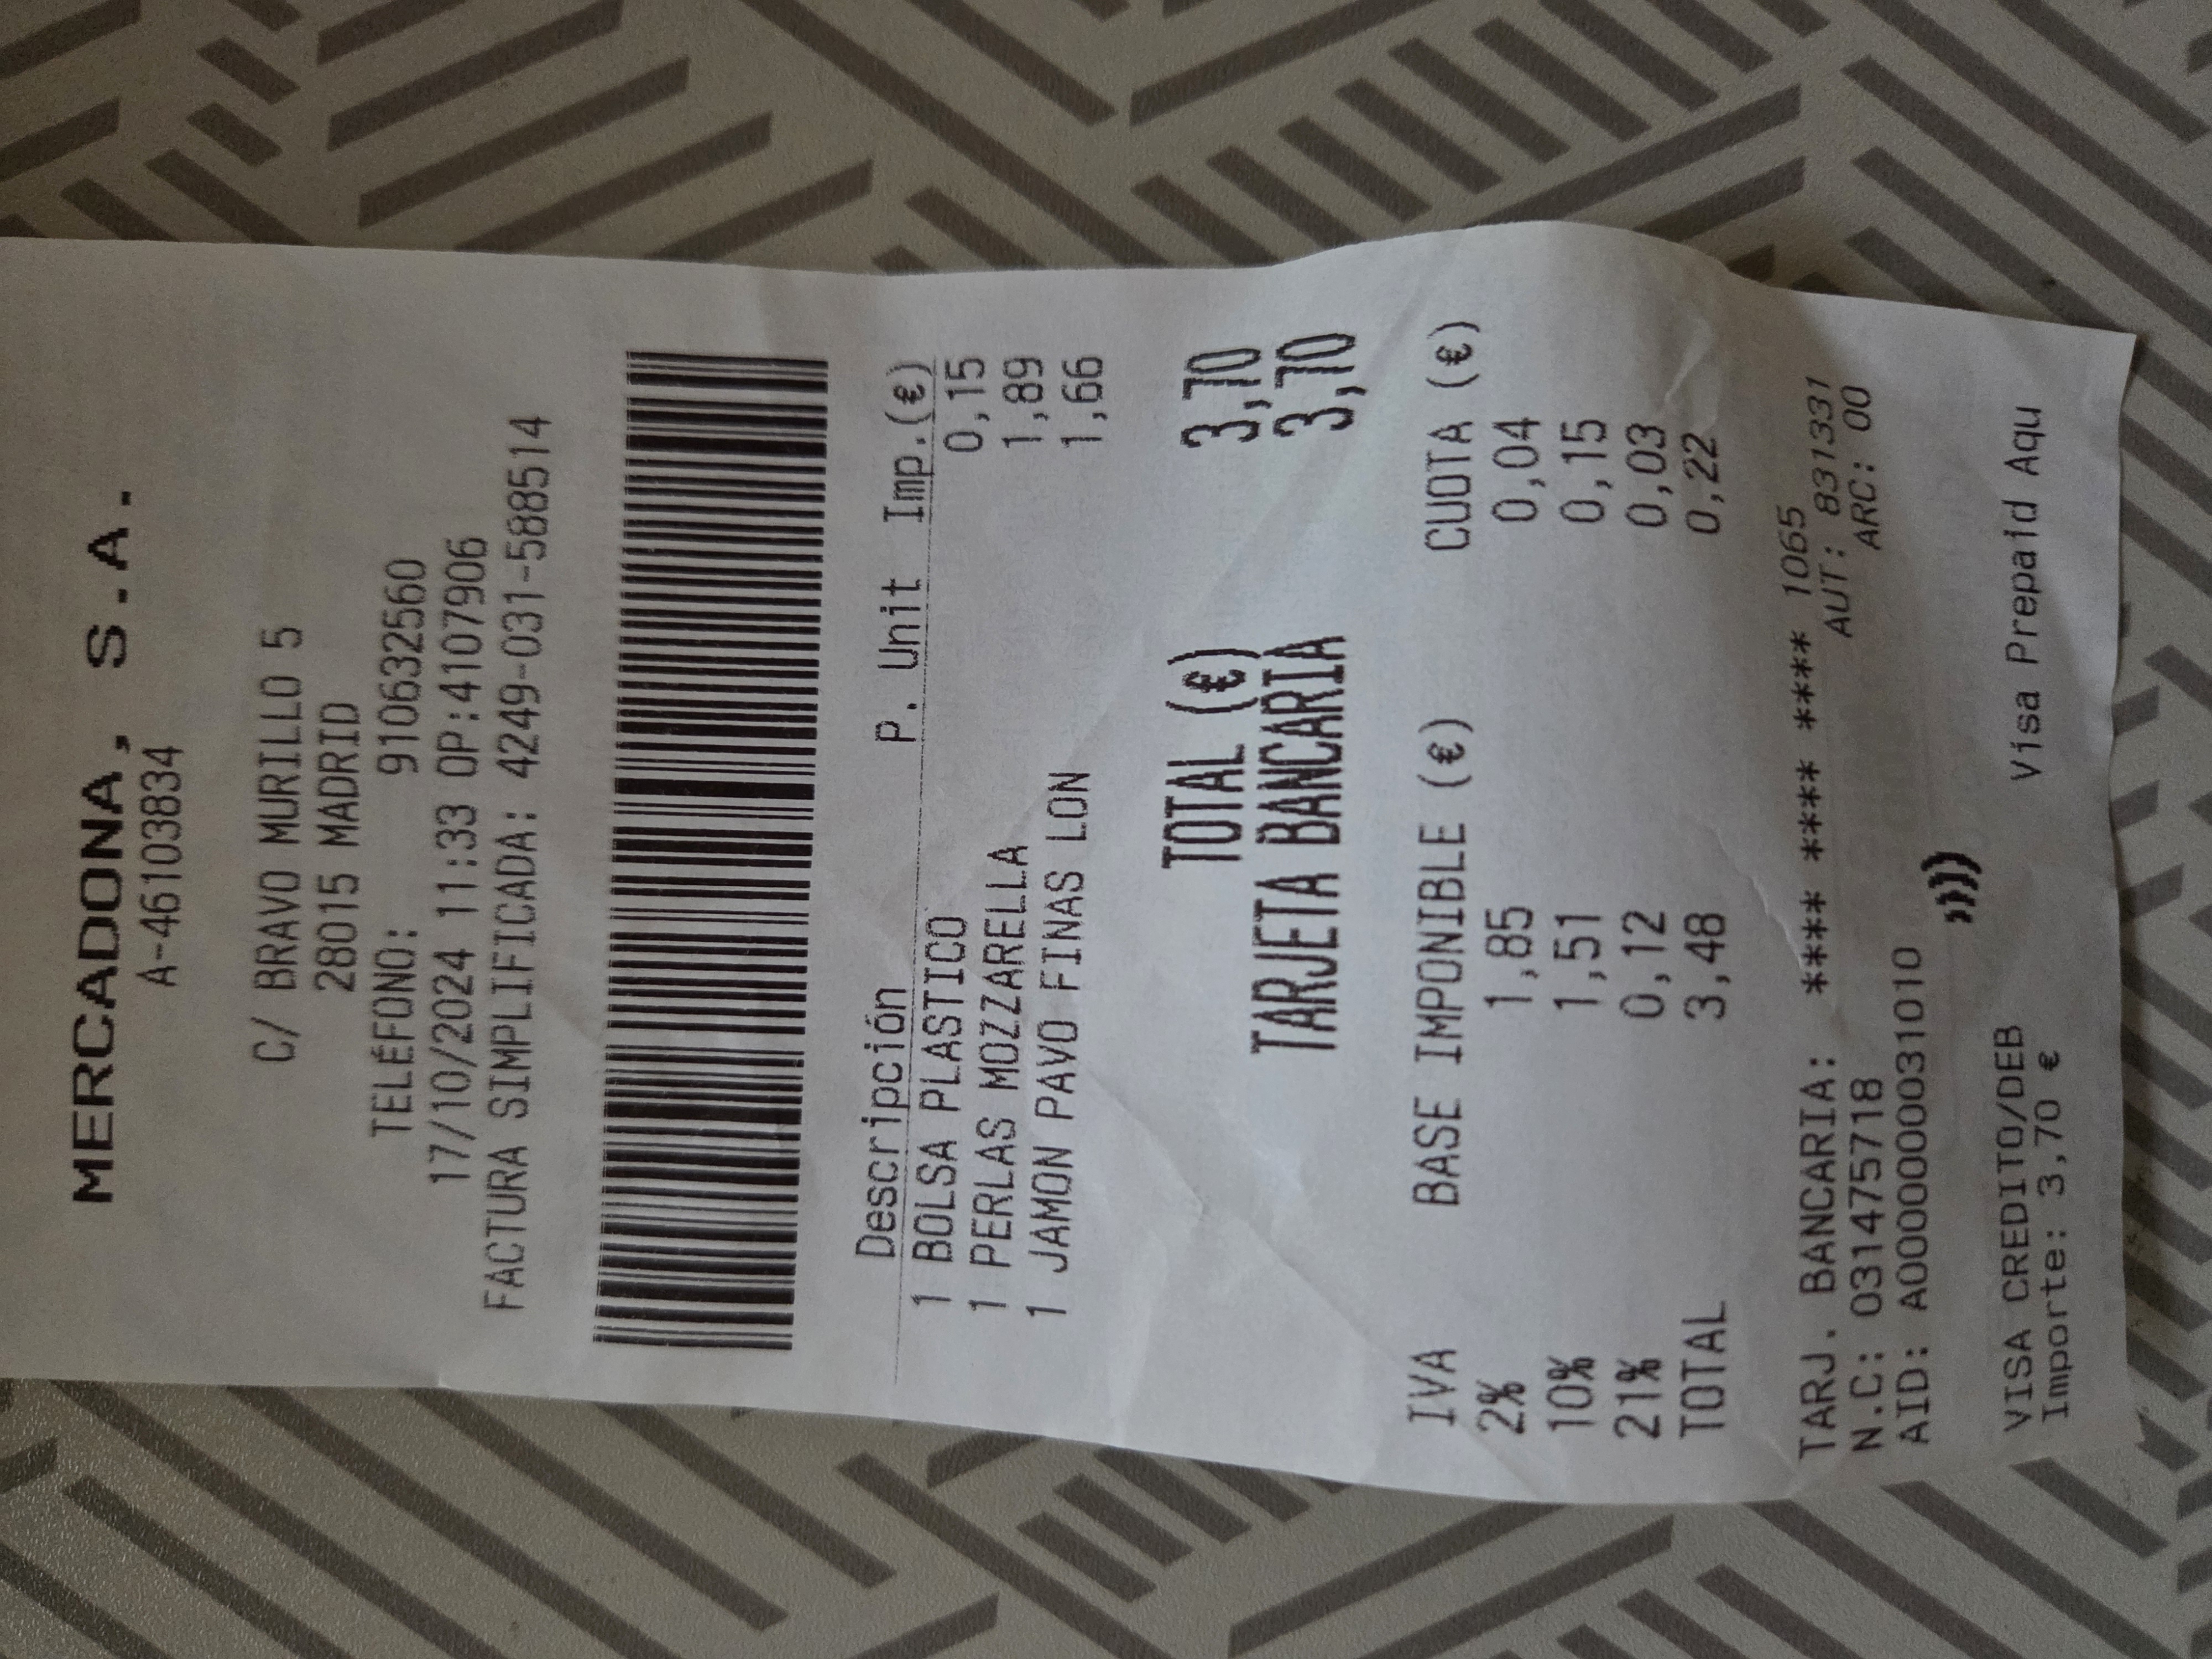 MERCADONA, S.A.
A-46103834
C/ BRAVO MURILLO 5
28015 MADRID
TELÉFONO: 910632560
17/10/2024 11:33 OP:4107906
FACTURA SIMPLIFICADA: 4249-031-588514
Descripción P. Unit Imp.(€)
1 BOLSA PLASTICO 0,15
1 PERLAS MOZZARELLA 1,89
1 JAMON PAVO FINAS LON 1,66
TOTAL (€) 3,70
TARJETA BANCARIA 3,70
IVA BASE IMPONIBLE (€) CUOTA (€)
2% 1,85 0,04
10% 1,51 0,15
21% 0,12 0,03
TOTAL 3,48 0,22
TARJ. BANCARIA: **** **** **** 1065
N.C: 031475718 AUT: 831331
AID: A0000000031010 ARC: 00
VISA CREDITO/DEB Visa Prepaid Aqu
Importe: 3,70 €